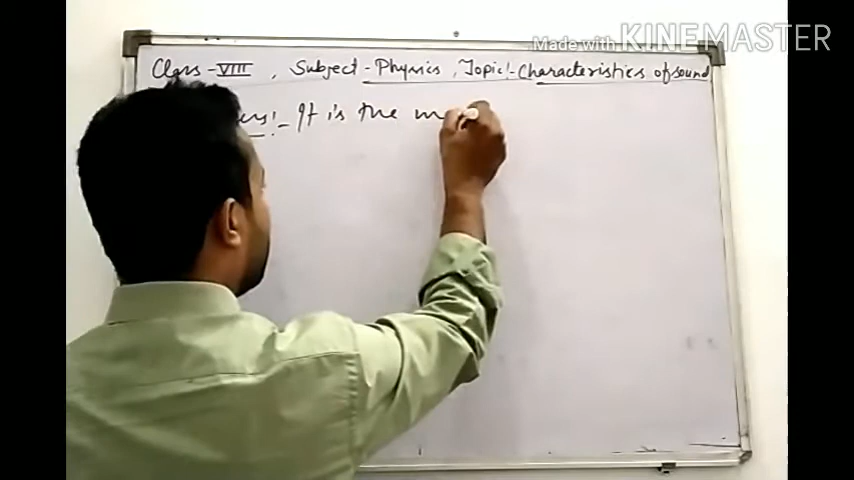 Made with KINEMASTER
Class-VIII, Subject-Physics, Topic:-Characteristics of sound
It is the